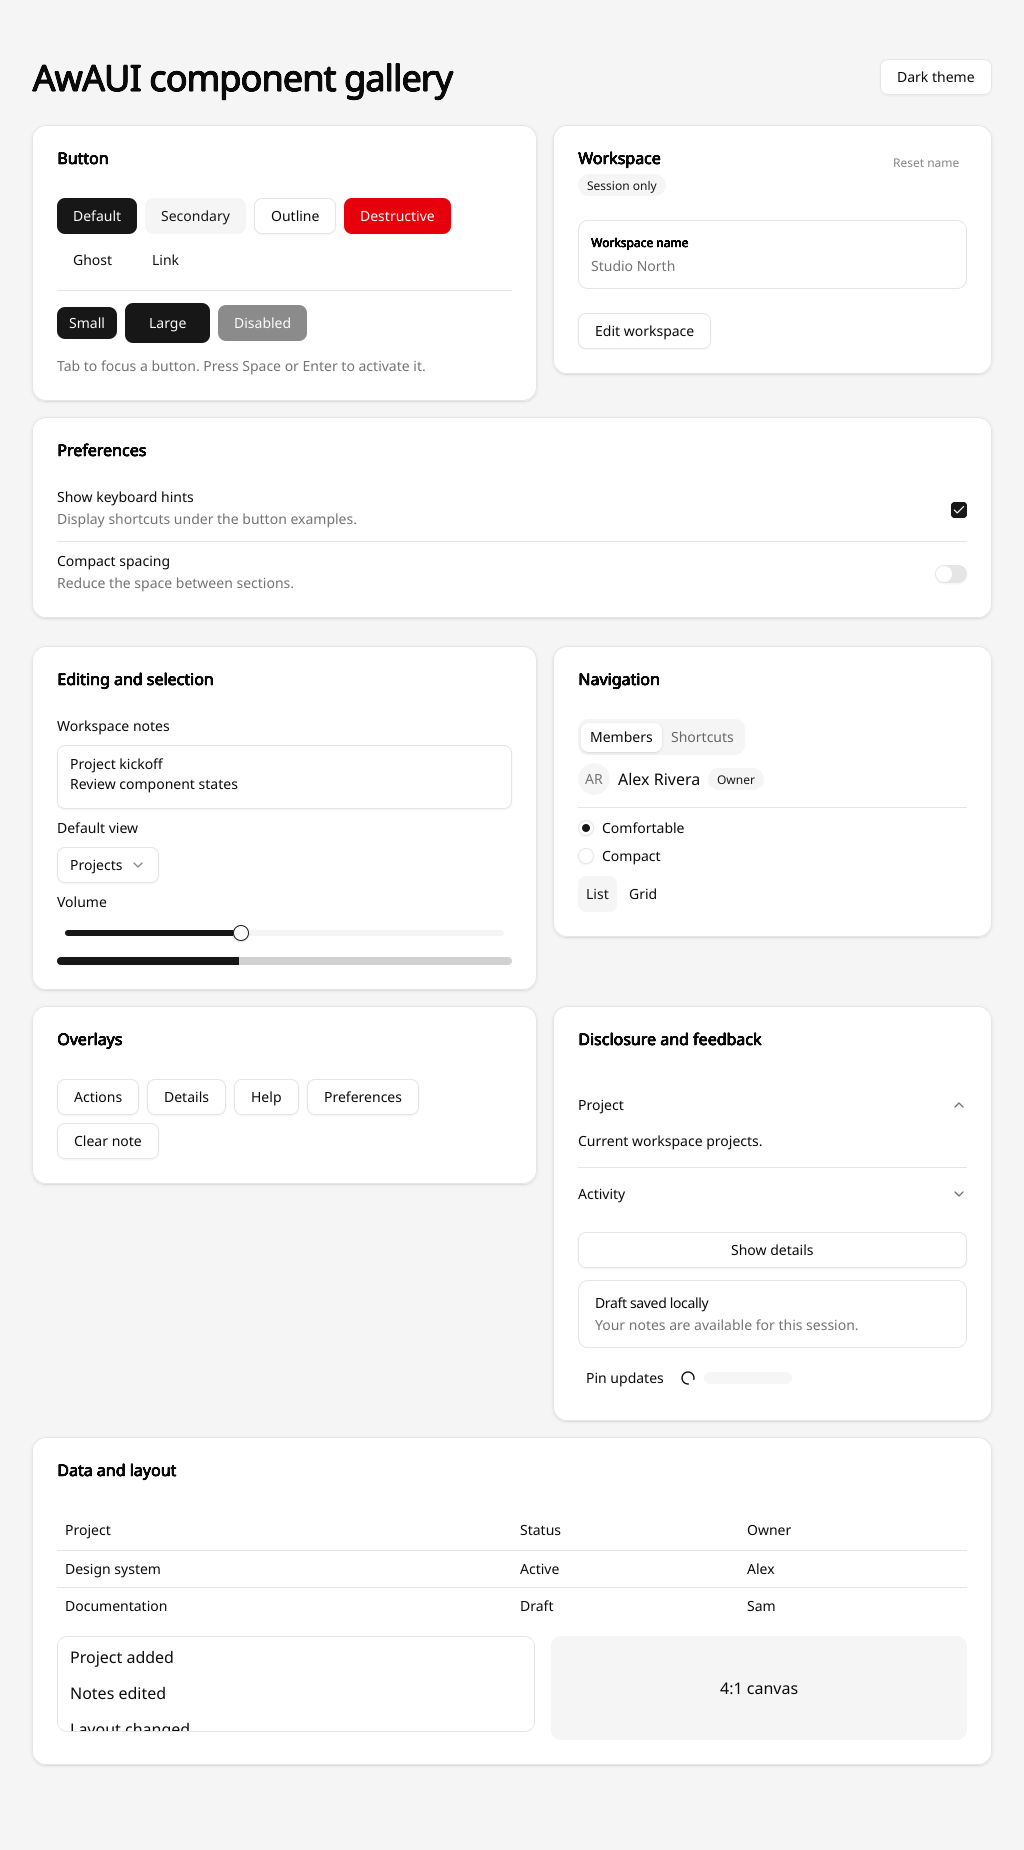 AwAUI component gallery
Dark theme
Button
Default
Secondary
Outline
Destructive
Ghost
Link
Small
Large
Disabled
Tab to focus a button. Press Space or Enter to activate it.
Workspace
Session only
Reset name
Workspace name
Studio North
Edit workspace
Preferences
Show keyboard hints
Display shortcuts under the button examples.
Compact spacing
Reduce the space between sections.
Editing and selection
Workspace notes
Project kickoff
Review component states
Default view
Projects
Volume
Navigation
Members
Shortcuts
AR
Alex Rivera
Owner
Comfortable
Compact
List
Grid
Overlays
Actions
Details
Help
Preferences
Clear note
Disclosure and feedback
Project
Current workspace projects.
Activity
Show details
Draft saved locally
Your notes are available for this session.
Pin updates
Data and layout
Project Status Owner
Design system Active Alex
Documentation Draft Sam
Project added
Notes edited
Layout changed
4:1 canvas